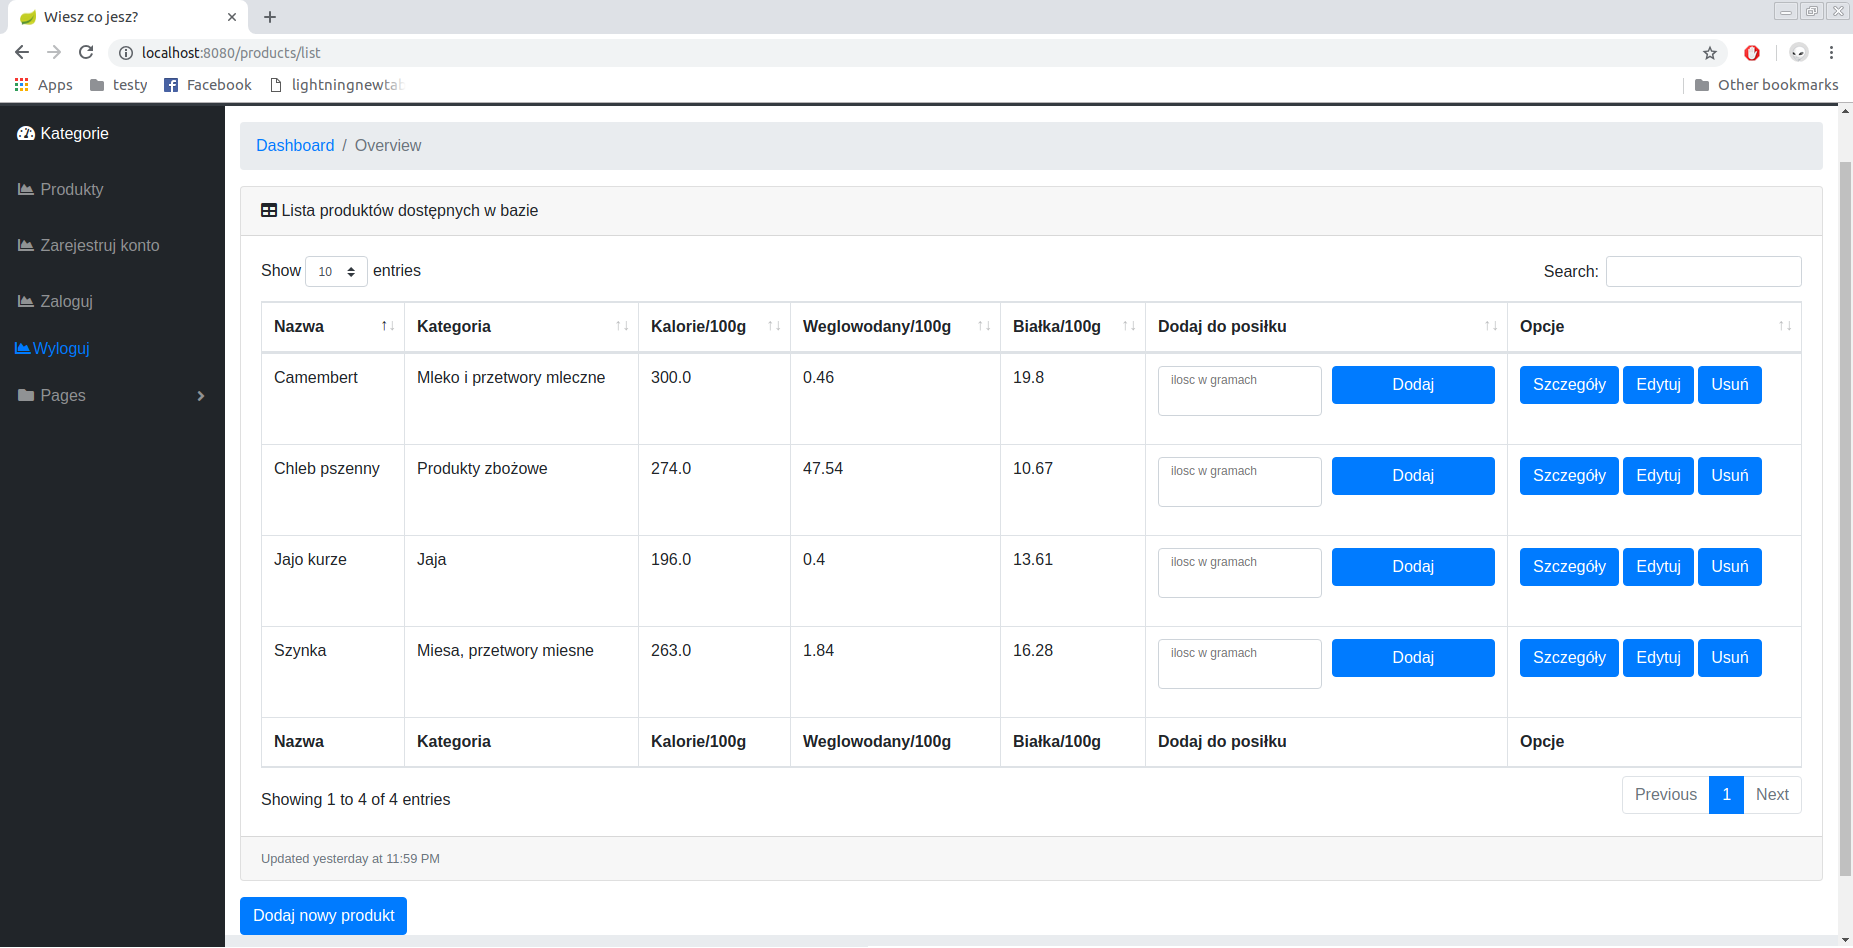 Wiesz co jesz?
localhost:8080/products/list
Apps testy Facebook lightningnewtab Other bookmarks
Kategorie
Produkty
Zarejestruj konto
Zaloguj
Wyloguj
Pages
Dashboard / Overview
Lista produktów dostępnych w bazie
Show 10 entries Search:
Nazwa Kategoria Kalorie/100g Weglowodany/100g Białka/100g Dodaj do posiłku Opcje
Camembert Mleko i przetwory mleczne 300.0 0.46 19.8 ilosc w gramach Dodaj Szczegóły Edytuj Usuń
Chleb pszenny Produkty zbożowe 274.0 47.54 10.67 ilosc w gramach Dodaj Szczegóły Edytuj Usuń
Jajo kurze Jaja 196.0 0.4 13.61 ilosc w gramach Dodaj Szczegóły Edytuj Usuń
Szynka Miesa, przetwory miesne 263.0 1.84 16.28 ilosc w gramach Dodaj Szczegóły Edytuj Usuń
Nazwa Kategoria Kalorie/100g Weglowodany/100g Białka/100g Dodaj do posiłku Opcje
Showing 1 to 4 of 4 entries Previous 1 Next
Updated yesterday at 11:59 PM
Dodaj nowy produkt